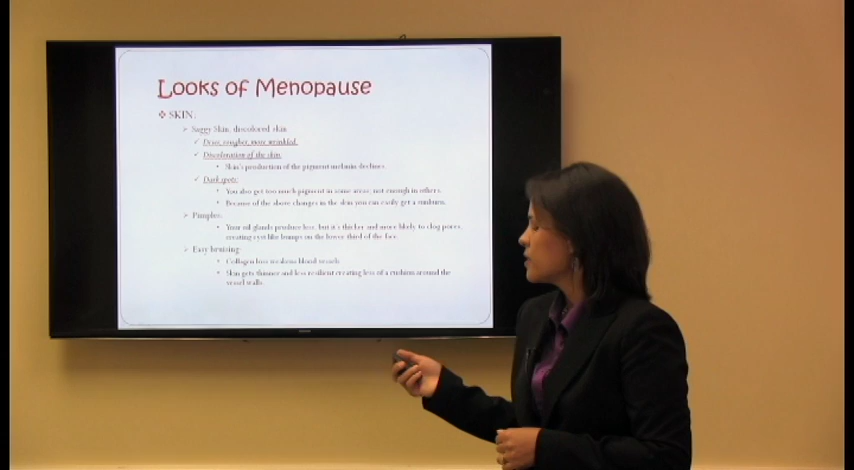 Looks of Menopause
❖ SKIN:
➢ Saggy Skin, discolored skin
✓ Drier, rougher, more wrinkled.
✓ Discoloration of the skin.
• Skin's production of the pigment melanin declines.
✓ Dark spots:
• You also get too much pigment in some areas, not enough in others.
• Because of the above changes in the skin you can easily get a sunburn.
➢ Pimples:
• Your oil glands produce less, but it's thicker and more likely to clog pores,
creating cyst like bumps on the lower third of the face.
➢ Easy bruising:
• Collagen loss weakens blood vessels.
• Skin gets thinner and less resilient creating less of a cushion around the
vessel walls.